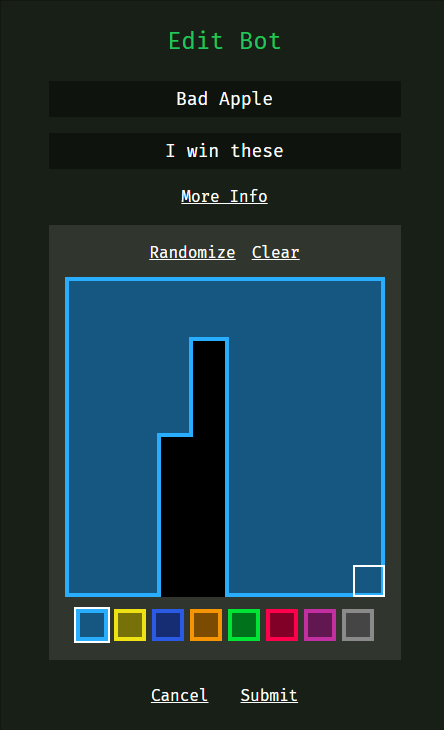 Edit Bot
Bad Apple
I win these
More Info
Randomize Clear
Cancel Submit